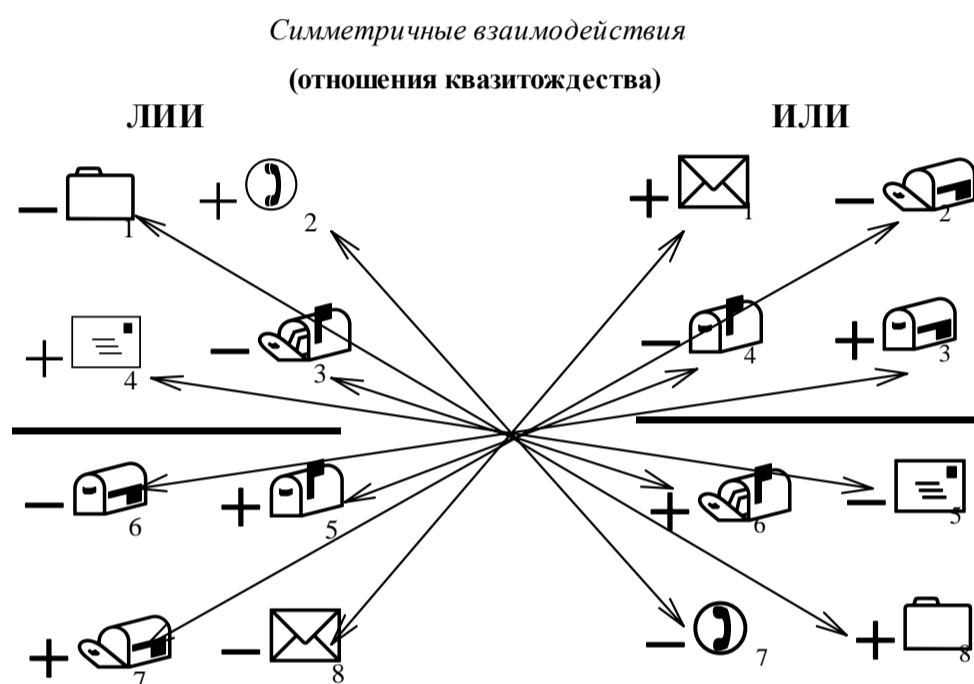 Симметричные взаимодействия
(отношения квазитождества)
ЛИИ ИЛИ
− + + −
1 2 1 2
+ − − +
4 3 4 3
− + + −
6 5 6 5
+ − − +
7 8 7 8